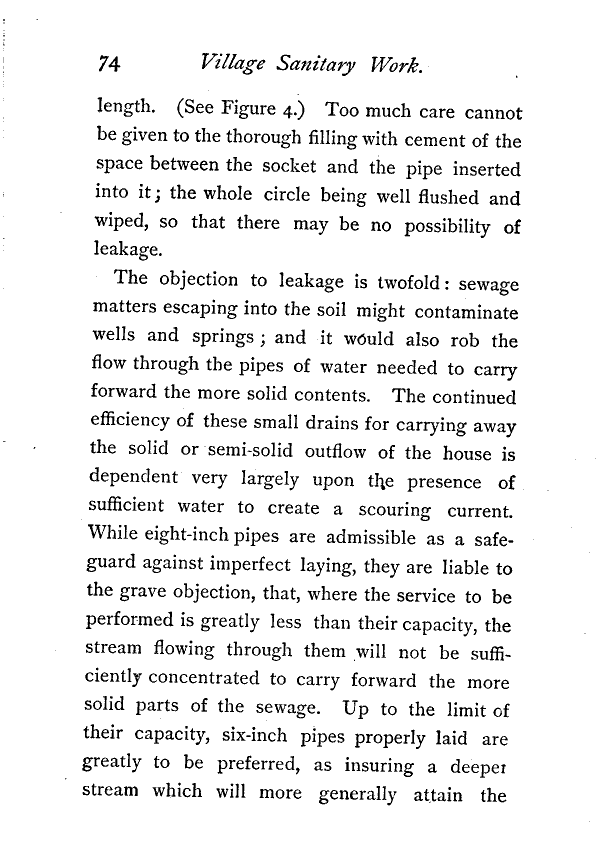 74 Village Sanitary Work.
length. (See Figure 4.) Too much care cannot
be given to the thorough filling with cement of the
space between the socket and the pipe inserted
into it; the whole circle being well flushed and
wiped, so that there may be no possibility of
leakage.
The objection to leakage is twofold: sewage
matters escaping into the soil might contaminate
wells and springs; and it would also rob the
flow through the pipes of water needed to carry
forward the more solid contents. The continued
efficiency of these small drains for carrying away
the solid or semi-solid outflow of the house is
dependent very largely upon the presence of
sufficient water to create a scouring current.
While eight-inch pipes are admissible as a safe-
guard against imperfect laying, they are liable to
the grave objection, that, where the service to be
performed is greatly less than their capacity, the
stream flowing through them will not be suffi-
ciently concentrated to carry forward the more
solid parts of the sewage. Up to the limit of
their capacity, six-inch pipes properly laid are
greatly to be preferred, as insuring a deeper
stream which will more generally attain the